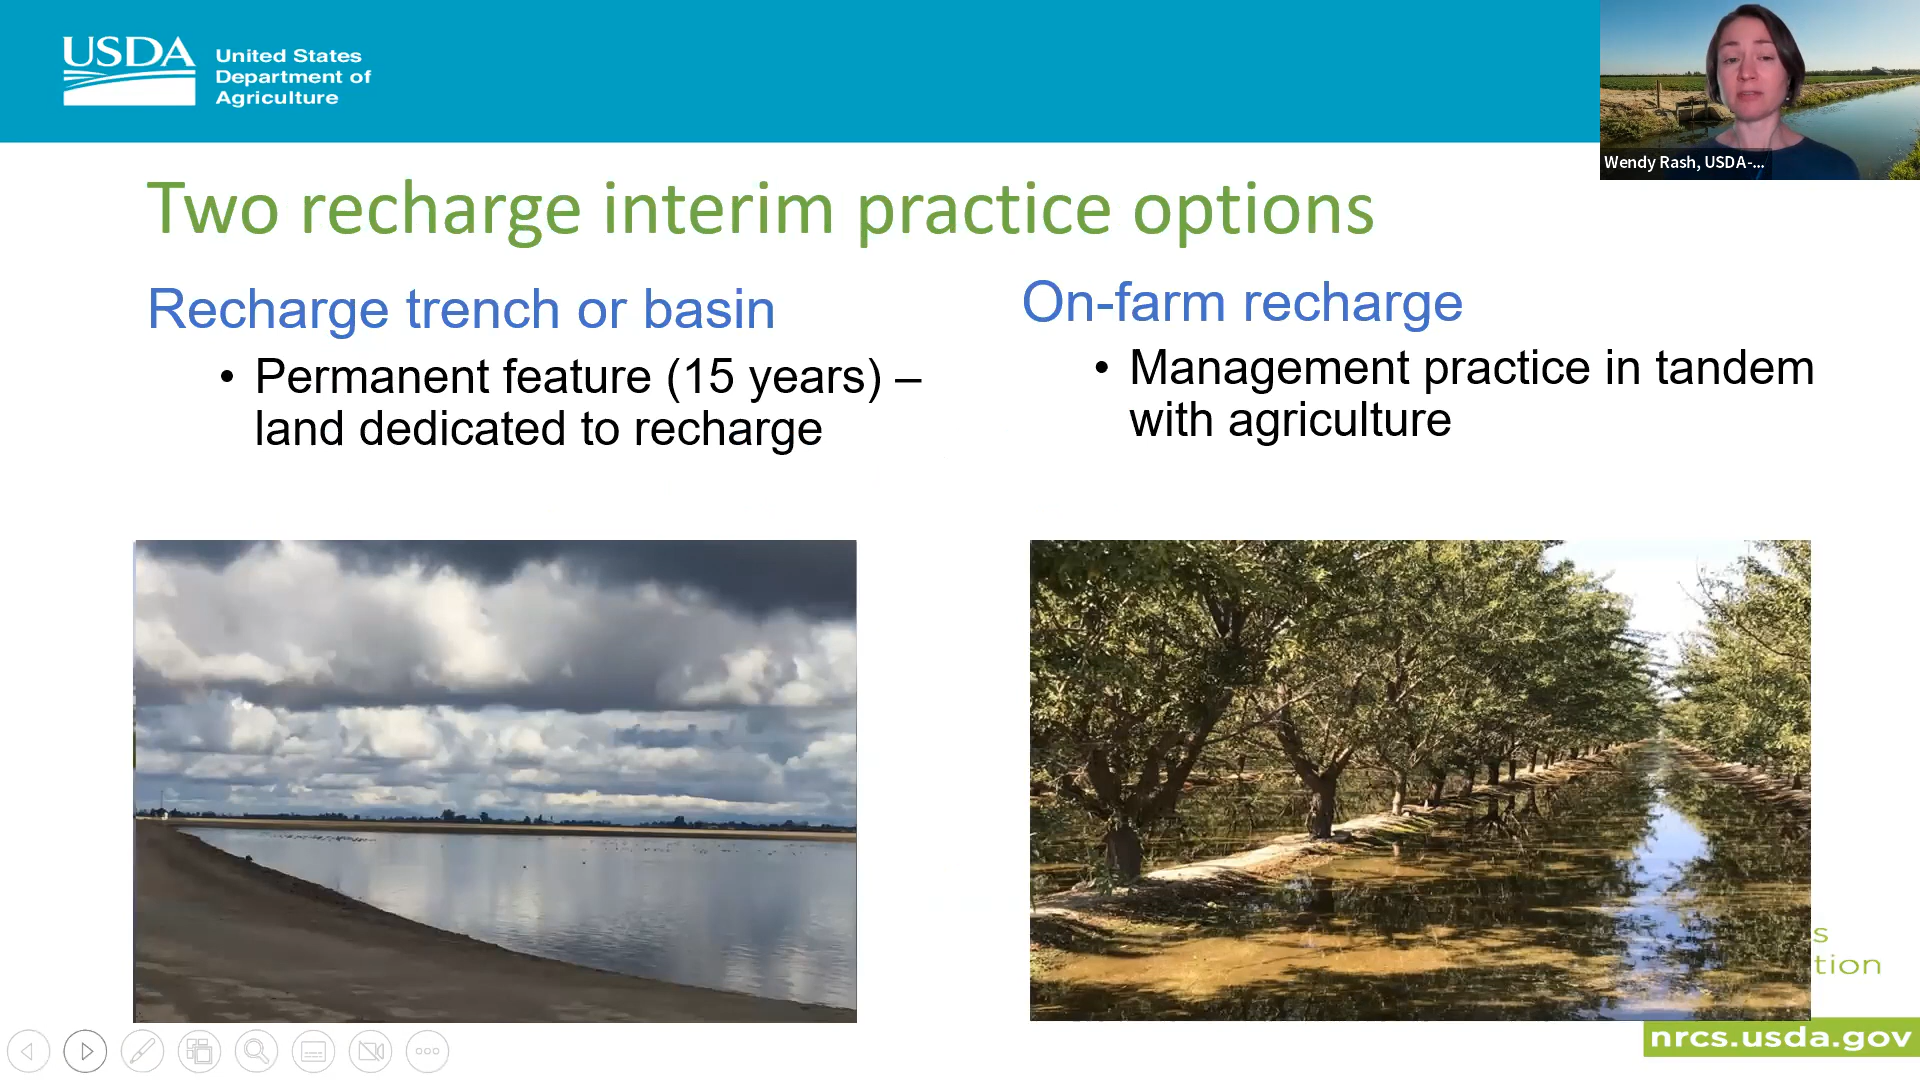 USDA
United States
Department of
Agriculture
Wendy Rash, USDA-...
Two recharge interim practice options
Recharge trench or basin
• Permanent feature (15 years) –
land dedicated to recharge
On-farm recharge
• Management practice in tandem
with agriculture
s
tion
nrcs.usda.gov